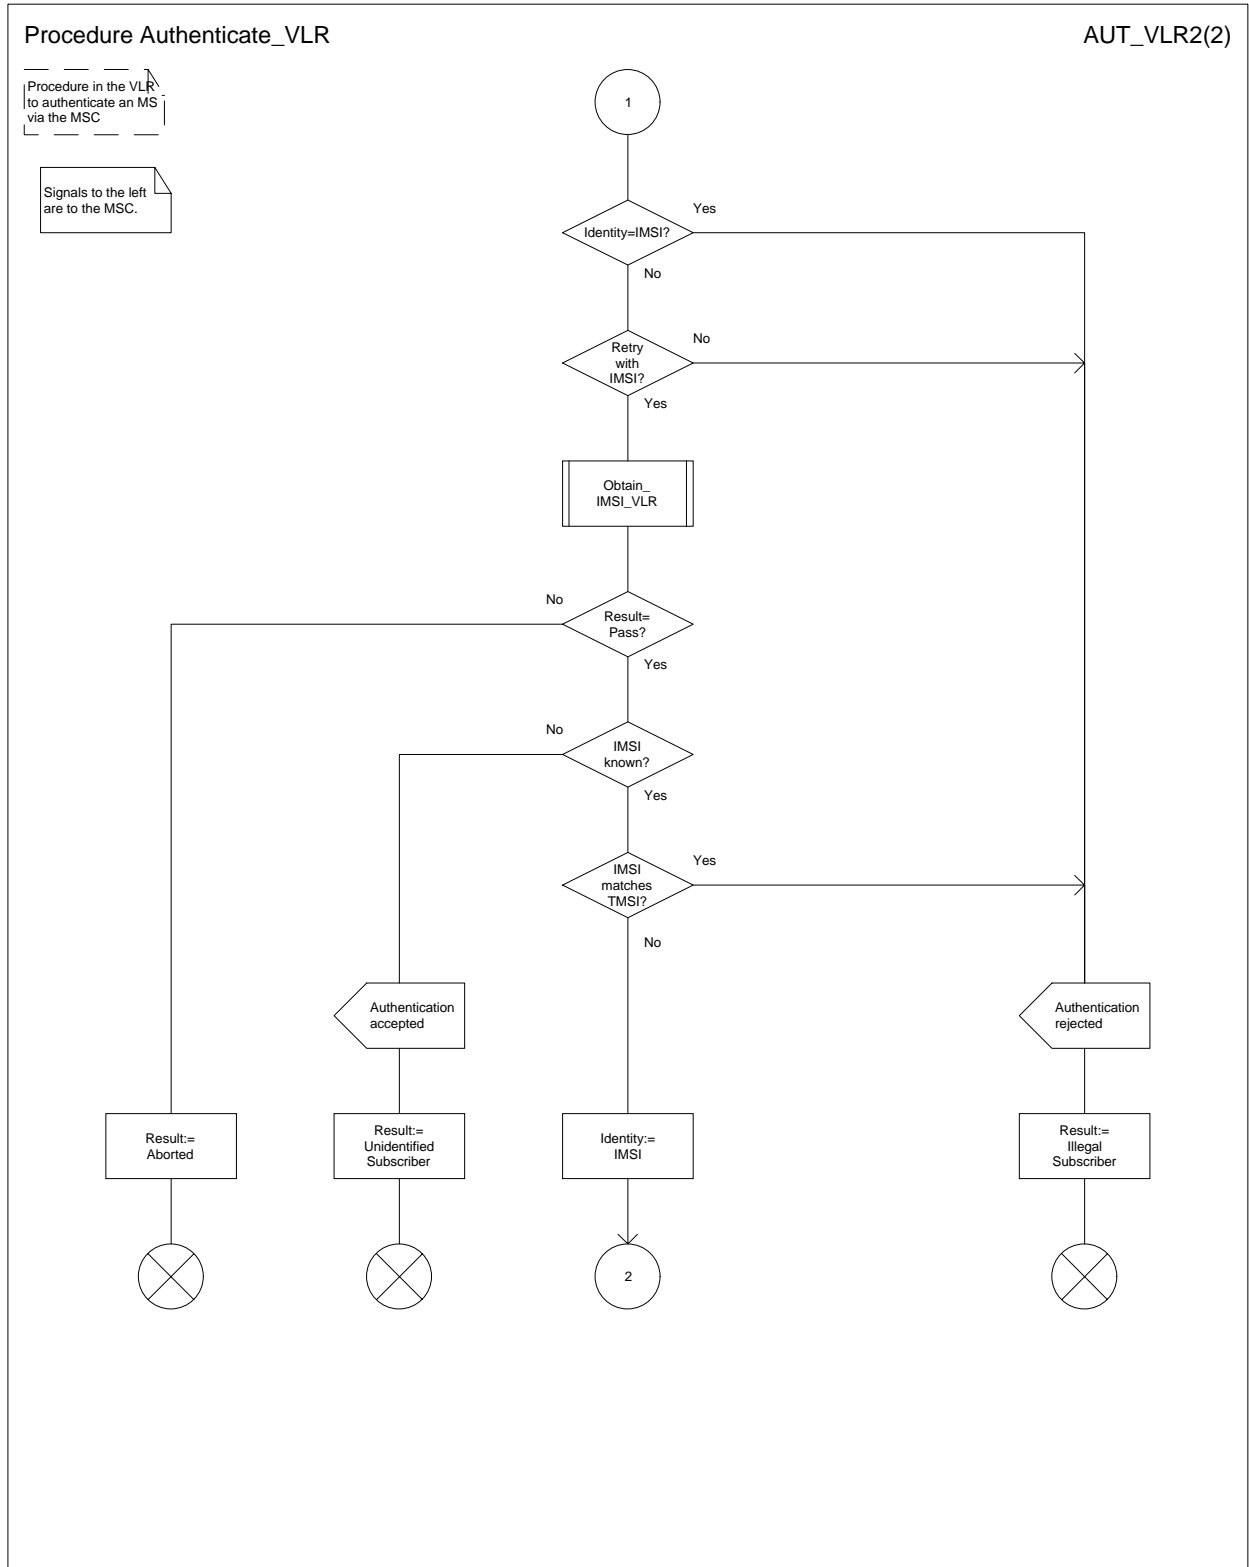 Procedure Authenticate_VLR
AUT_VLR2(2)
Procedure in the VLR
to authenticate an MS
via the MSC
Signals to the left
are to the MSC.
1
Identity=IMSI?
Yes
No
Retry
with
IMSI?
No
Yes
Obtain_
IMSI_VLR
Result=
Pass?
No
Yes
IMSI
known?
No
Yes
IMSI
matches
TMSI?
Yes
No
Authentication
accepted
Authentication
rejected
Result:=
Aborted
Result:=
Unidentified
Subscriber
Identity:=
IMSI
Result:=
Illegal
Subscriber
2